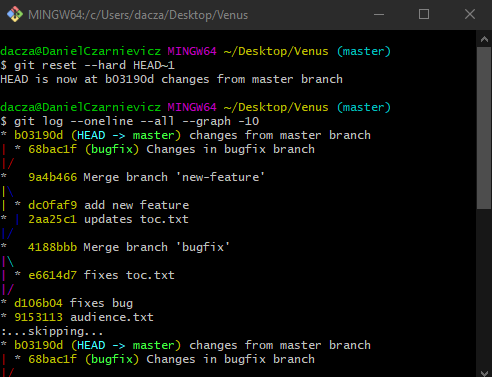 MINGW64:/c/Users/dacza/Desktop/Venus
dacza@DanielCzarnievicz MINGW64 ~/Desktop/Venus (master)
$ git reset --hard HEAD~1
HEAD is now at b03190d changes from master branch
dacza@DanielCzarnievicz MINGW64 ~/Desktop/Venus (master)
$ git log --oneline --all --graph -10
* b03190d (HEAD -> master) changes from master branch
| * 68bac1f (bugfix) Changes in bugfix branch
|/
*   9a4b466 Merge branch 'new-feature'
|\
| * dc0faf9 add new feature
* | 2aa25c1 updates toc.txt
|/
*   4188bbb Merge branch 'bugfix'
|\
| * e6614d7 fixes toc.txt
|/
* d106b04 fixes bug
* 9153113 audience.txt
:...skipping...
* b03190d (HEAD -> master) changes from master branch
| * 68bac1f (bugfix) Changes in bugfix branch